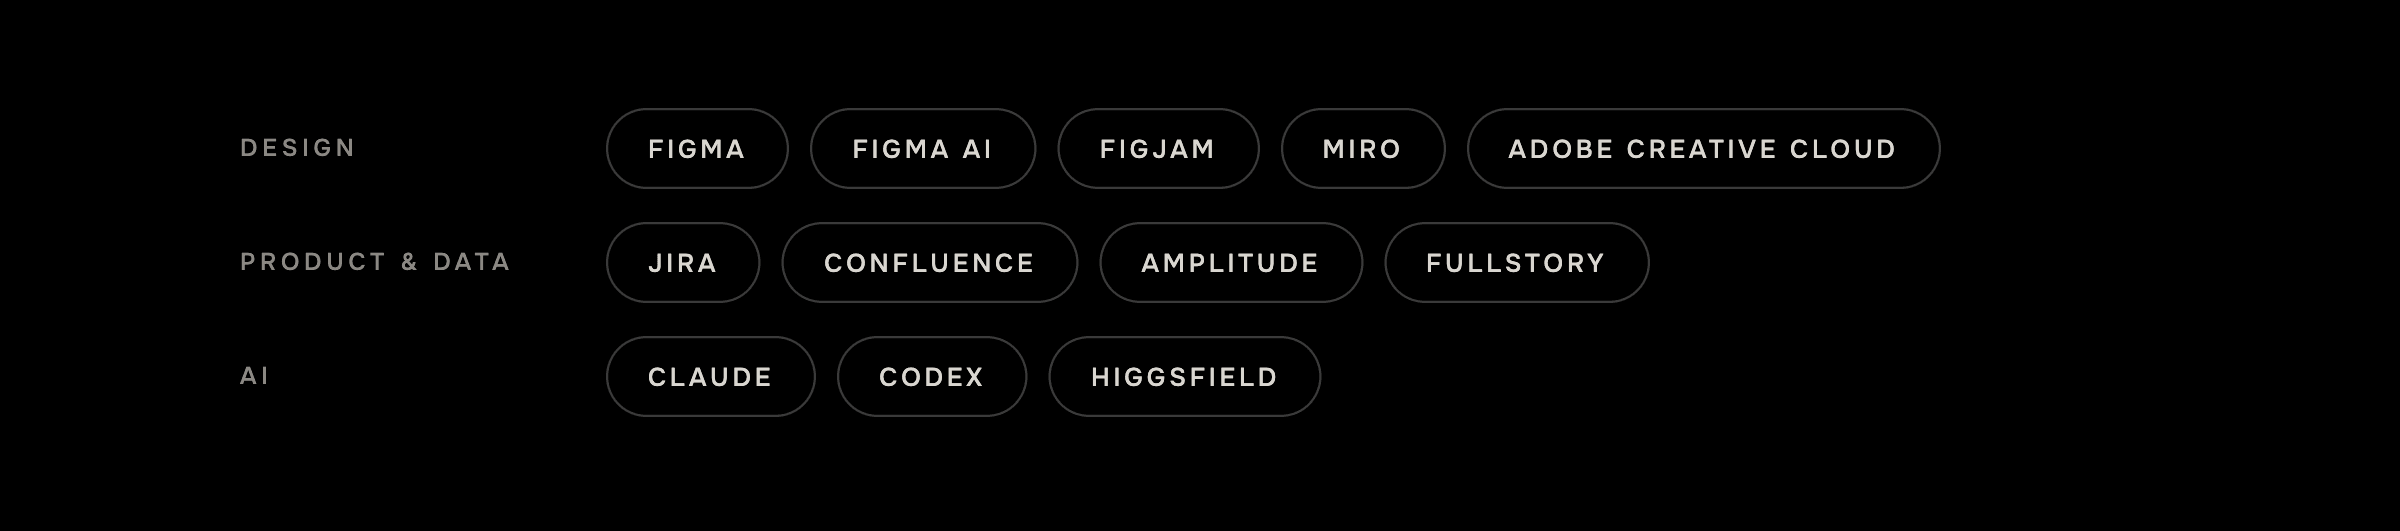 DESIGN FIGMA FIGMA AI FIGJAM MIRO ADOBE CREATIVE CLOUD
PRODUCT & DATA JIRA CONFLUENCE AMPLITUDE FULLSTORY
AI CLAUDE CODEX HIGGSFIELD